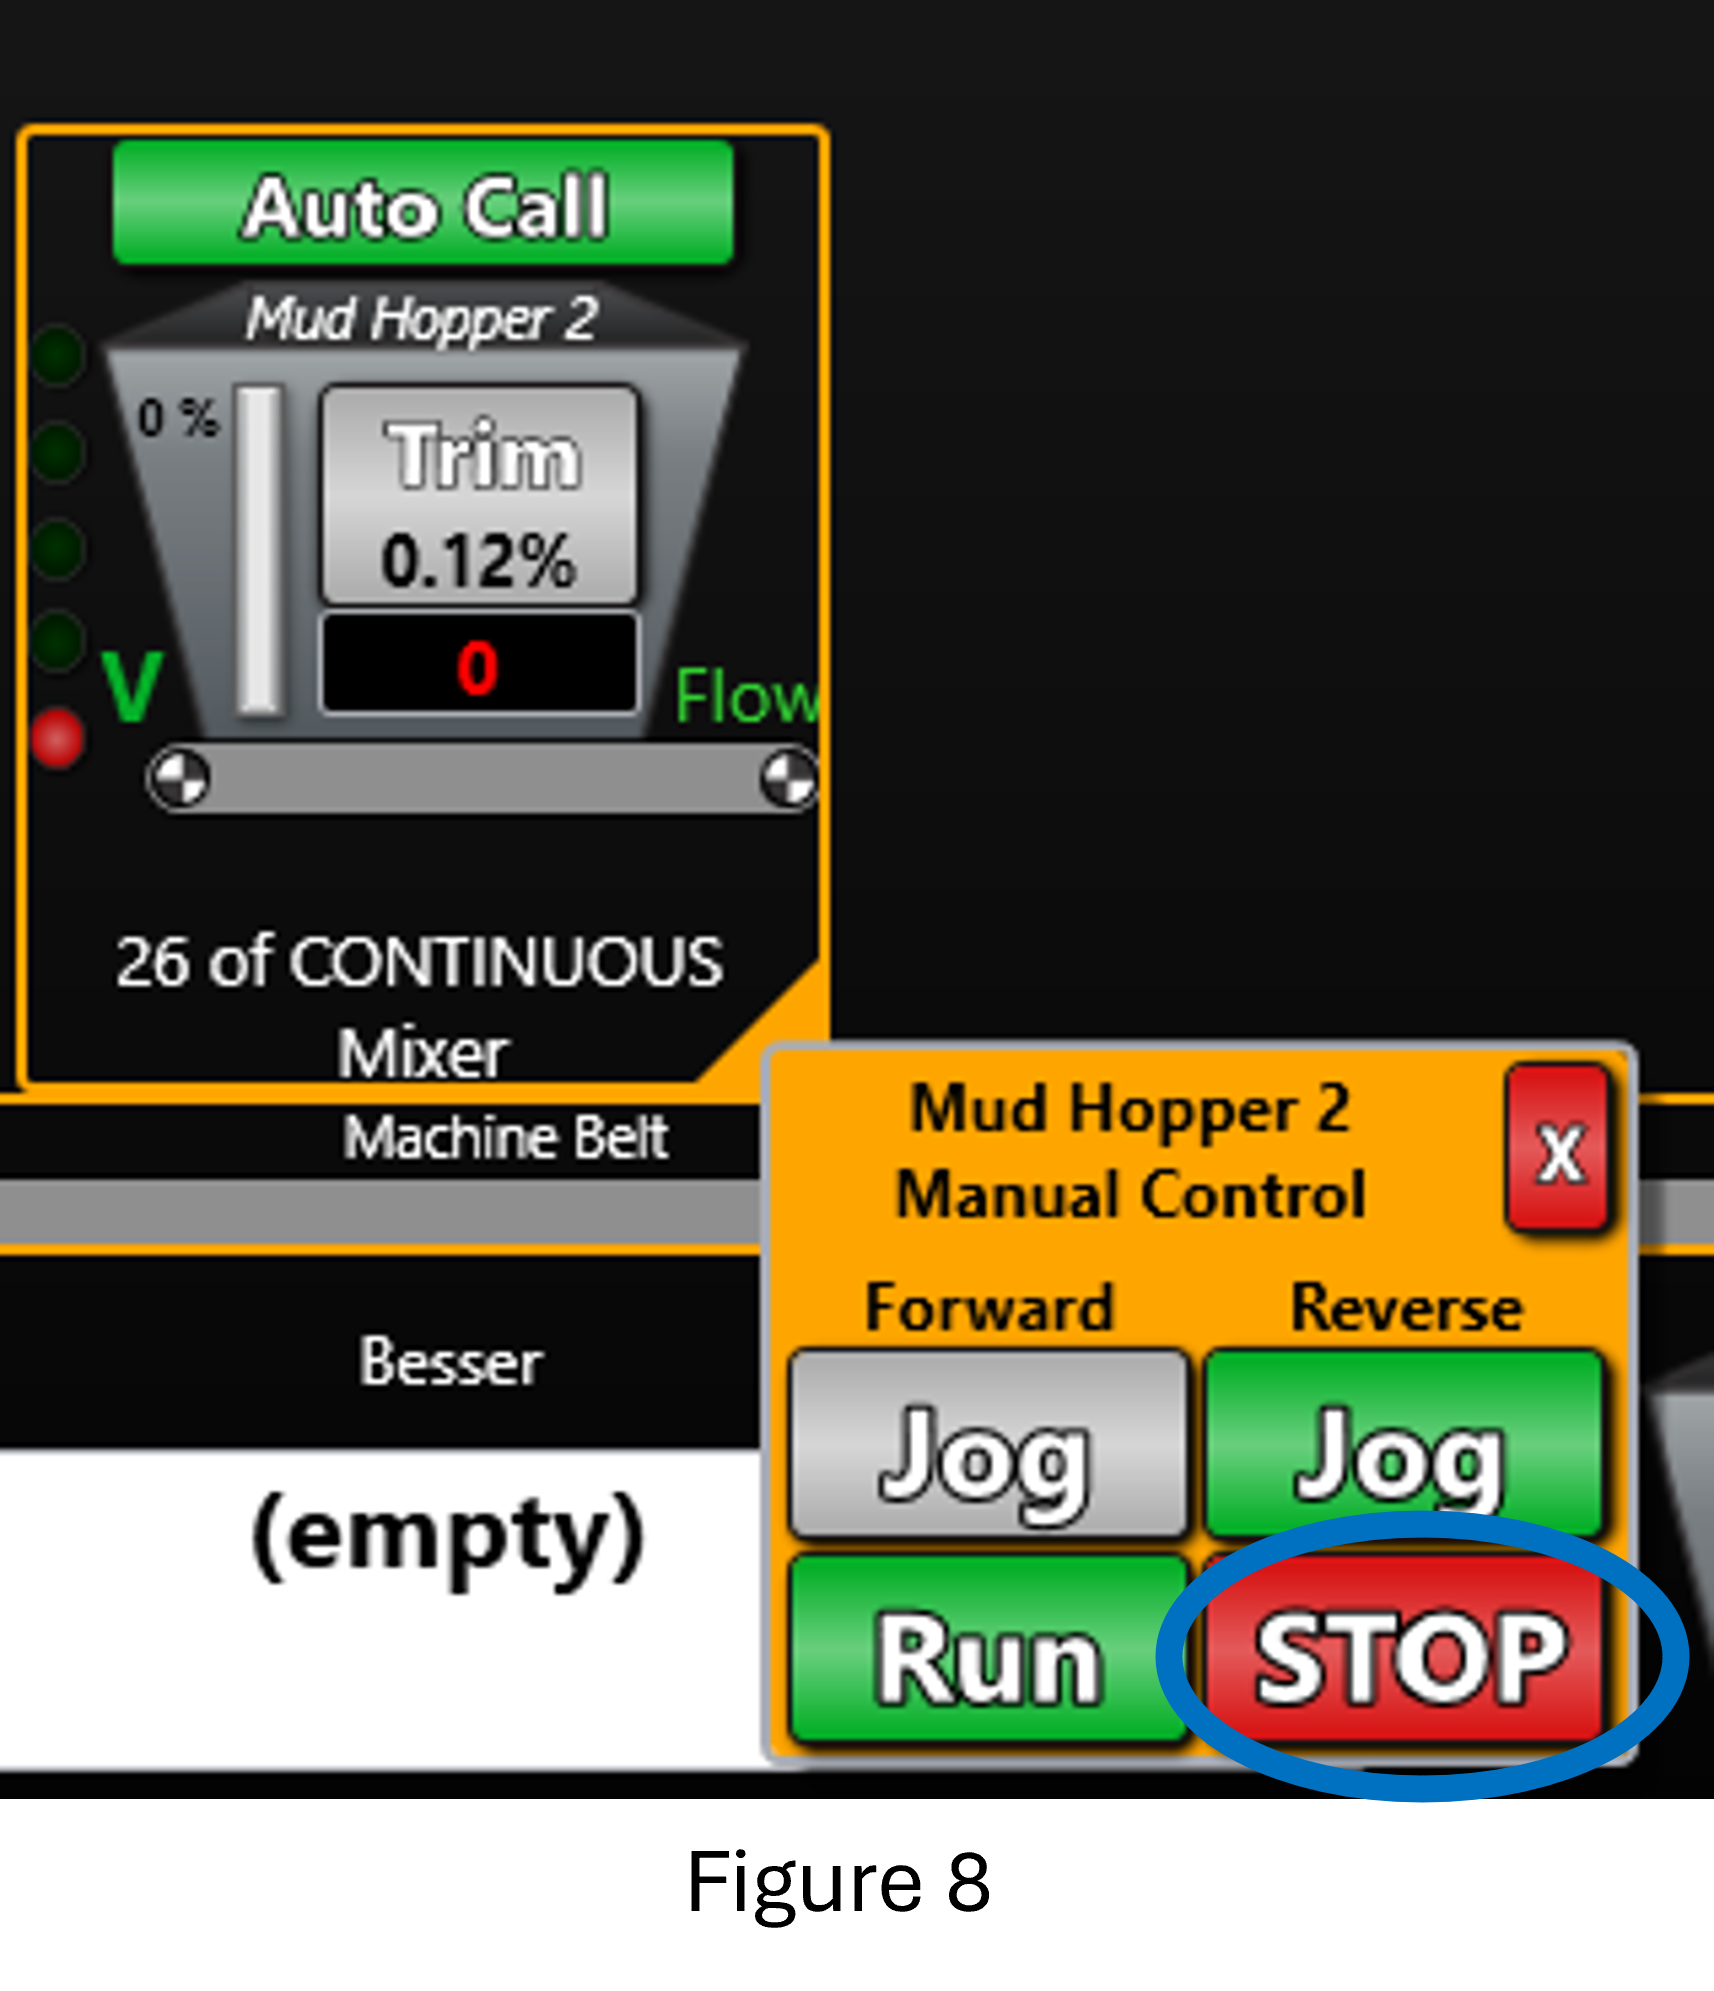 Auto Call
Mud Hopper 2
0 %
Trim
0.12%
0
V
Flow
26 of CONTINUOUS
Mixer
Machine Belt
Besser
(empty)
Mud Hopper 2
Manual Control
X
Forward Reverse
Jog Jog
Run STOP
Figure 8